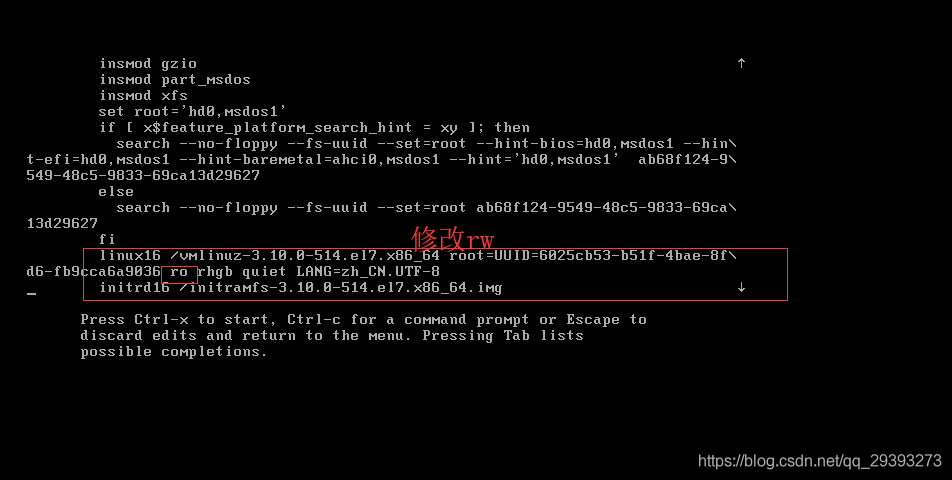 insmod gzio ↑
insmod part_msdos
insmod xfs
set root='hd0,msdos1'
if [ x$feature_platform_search_hint = xy ]; then
search --no-floppy --fs-uuid --set=root --hint-bios=hd0,msdos1 --hin\
t-efi=hd0,msdos1 --hint-baremetal=ahci0,msdos1 --hint='hd0,msdos1'  ab68f124-9\
549-48c5-9833-69ca13d29627
else
search --no-floppy --fs-uuid --set=root ab68f124-9549-48c5-9833-69ca\
13d29627
fi
修改rw
linux16 /vmlinuz-3.10.0-514.el7.x86_64 root=UUID=6025cb53-b51f-4bae-8f\
d6-fb9cca6a9036 ro rhgb quiet LANG=zh_CN.UTF-8
initrd16 /initramfs-3.10.0-514.el7.x86_64.img ↓
Press Ctrl-x to start, Ctrl-c for a command prompt or Escape to
discard edits and return to the menu. Pressing Tab lists
possible completions.
https://blog.csdn.net/qq_29393273